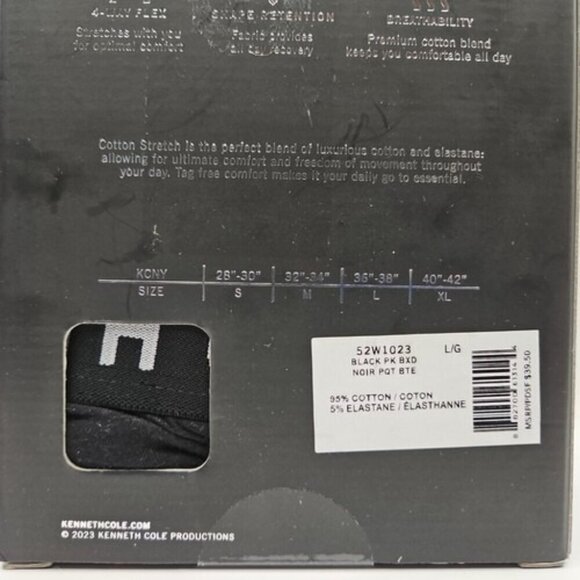 4-WAY FLEX
Stretches with you
for optimal comfort
SHAPE RETENTION
Fabric provides
all day recovery
BREATHABILITY
Premium cotton blend
keeps you comfortable all day
Cotton Stretch is the perfect blend of luxurious cotton and elastane;
allowing for ultimate comfort and freedom of movement throughout
your day. Tag free comfort makes it your daily go to essential.
KCNY 28"-30" 32"-34" 36"-38" 40"-42"
SIZE S M L XL
52W1023 L/G
BLACK PK BXD
NOIR PQT BTE
95% COTTON / COTON
5% ELASTANE / ÉLASTHANNE
MSRP/PDSF $39.50
KENNETHCOLE.COM
© 2023 KENNETH COLE PRODUCTIONS